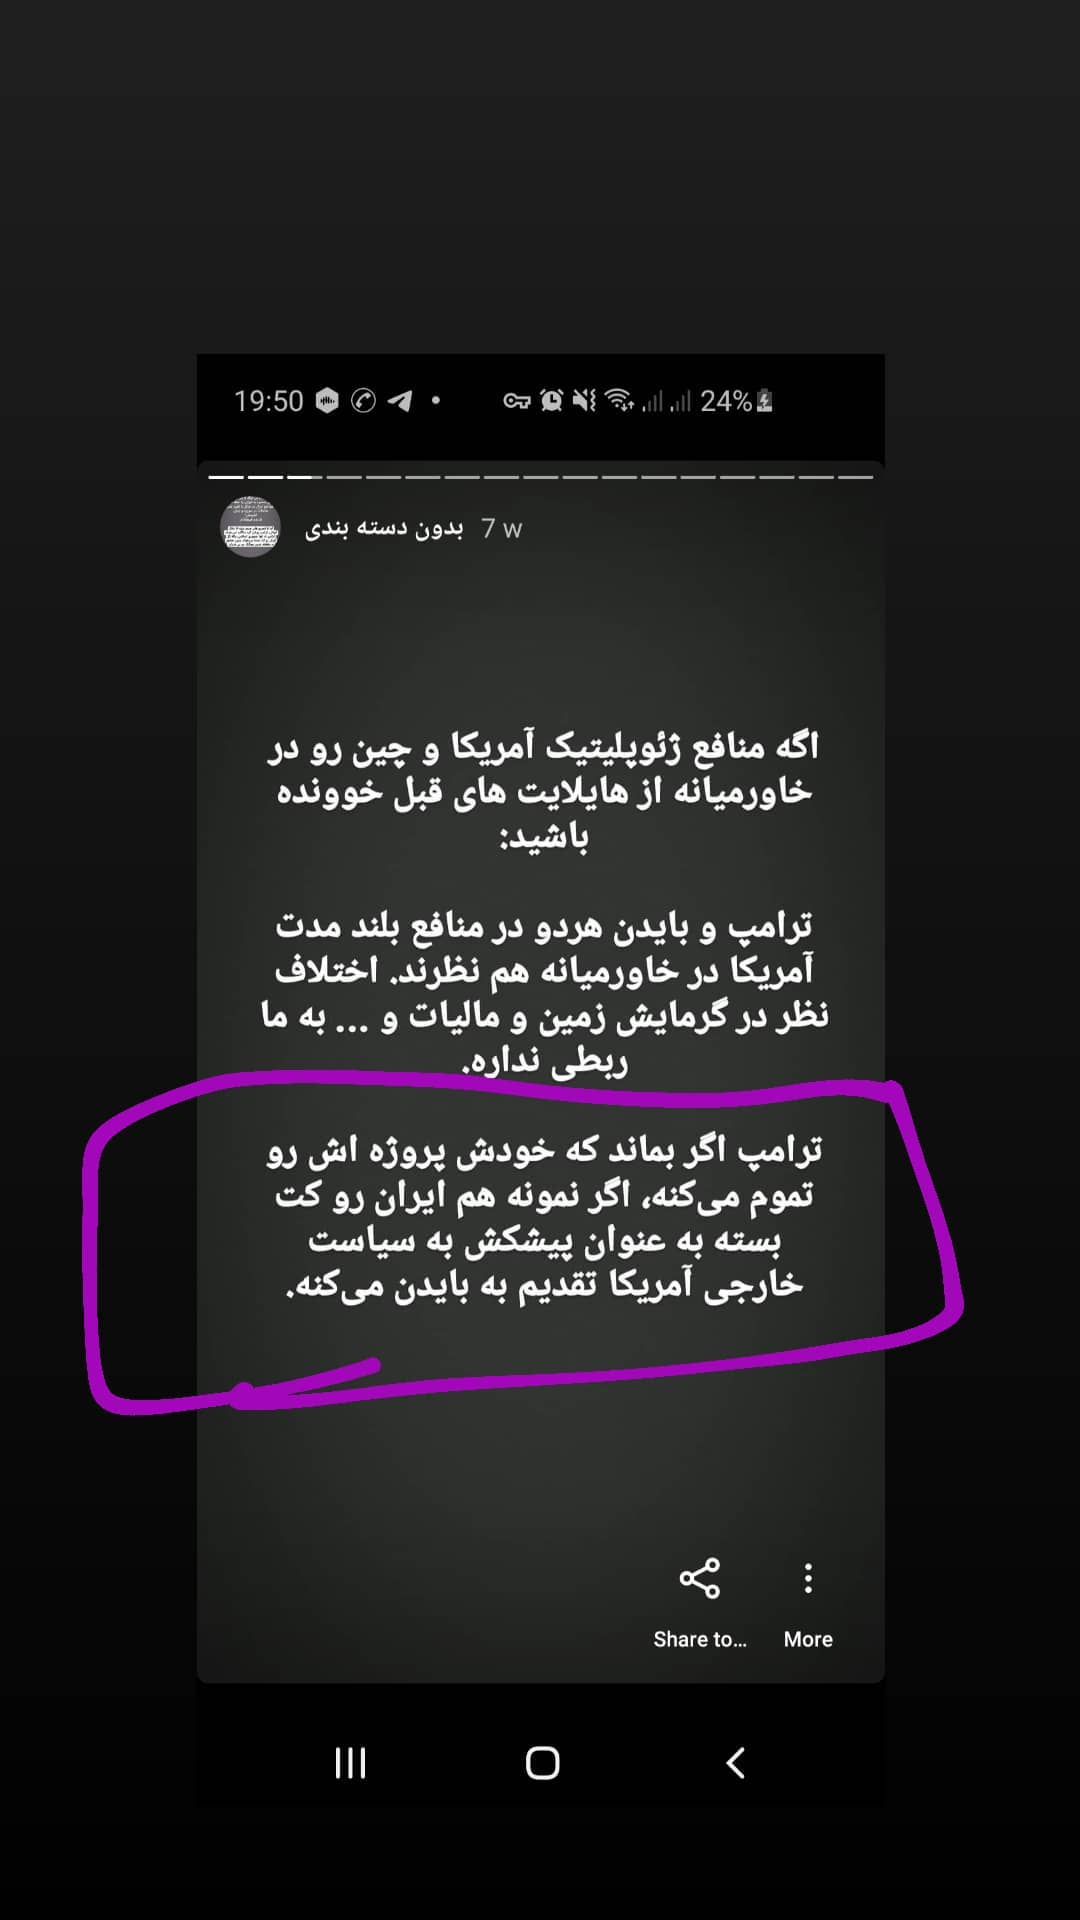 19:50
24%
بدون دسته بندی 7 w
اگه منافع ژئوپلیتیک آمریکا و چین رو در
خاورمیانه از هایلایت های قبل خوونده
باشید:
ترامپ و بایدن هردو در منافع بلند مدت
آمریکا در خاورمیانه هم نظرند. اختلاف
نظر در گرمایش زمین و مالیات و ... به ما
ربطی نداره.
ترامپ اگر بماند که خودش پروژه اش رو
تموم می‌کنه، اگر نمونه هم ایران رو کت
بسته به عنوان پیشکش به سیاست
خارجی آمریکا تقدیم به بایدن می‌کنه.
Share to...
More